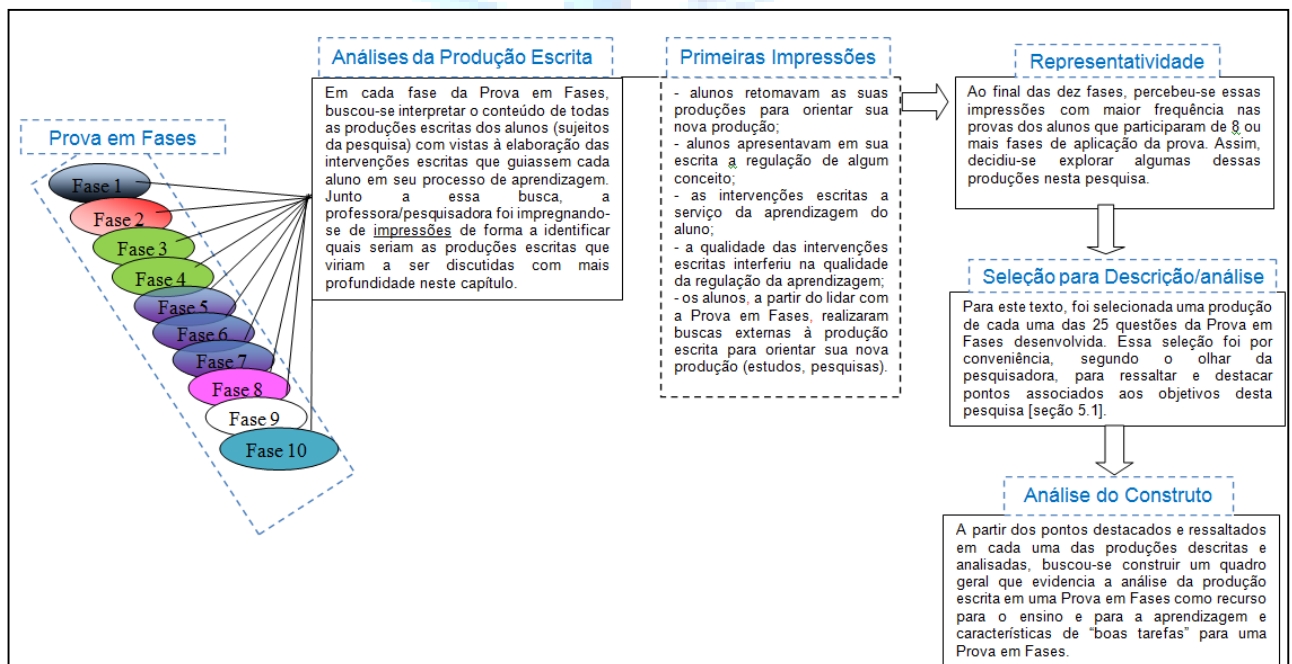 Prova em Fases
Fase 1
Fase 2
Fase 3
Fase 4
Fase 5
Fase 6
Fase 7
Fase 8
Fase 9
Fase 10
Análises da Produção Escrita
Em cada fase da Prova em Fases,
buscou-se interpretar o conteúdo de todas
as produções escritas dos alunos (sujeitos
da pesquisa) com vistas à elaboração das
intervenções escritas que guiassem cada
aluno em seu processo de aprendizagem.
Junto a essa busca, a
professora/pesquisadora foi impregnando-
se de impressões de forma a identificar
quais seriam as produções escritas que
viriam a ser discutidas com mais
profundidade neste capítulo.
Primeiras Impressões
- alunos retomavam as suas
produções para orientar sua
nova produção;
- alunos apresentavam em sua
escrita a regulação de algum
conceito;
- as intervenções escritas a
serviço da aprendizagem do
aluno;
- a qualidade das intervenções
escritas interferiu na qualidade
da regulação da aprendizagem;
- os alunos, a partir do lidar com
a Prova em Fases, realizaram
buscas externas à produção
escrita para orientar sua nova
produção (estudos, pesquisas).
Representatividade
Ao final das dez fases, percebeu-se essas
impressões com maior frequência nas
provas dos alunos que participaram de 8 ou
mais fases de aplicação da prova. Assim,
decidiu-se explorar algumas dessas
produções nesta pesquisa.
Seleção para Descrição/análise
Para este texto, foi selecionada uma produção
de cada uma das 25 questões da Prova em
Fases desenvolvida. Essa seleção foi por
conveniência, segundo o olhar da
pesquisadora, para ressaltar e destacar
pontos associados aos objetivos desta
pesquisa [seção 5.1].
Análise do Construto
A partir dos pontos destacados e ressaltados
em cada uma das produções descritas e
analisadas, buscou-se construir um quadro
geral que evidencia a análise da produção
escrita em uma Prova em Fases como recurso
para o ensino e para a aprendizagem e
características de “boas tarefas” para uma
Prova em Fases.